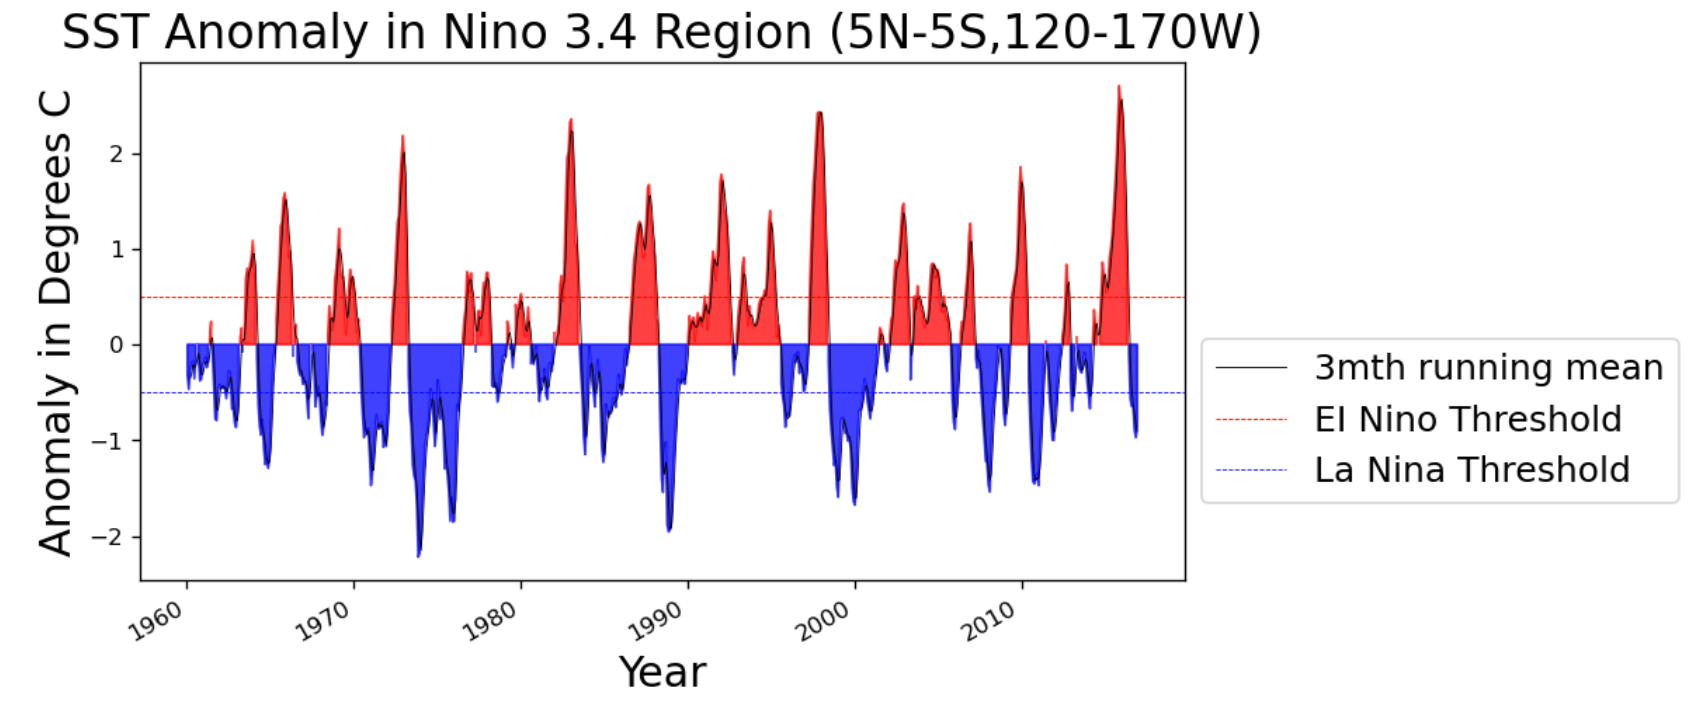 SST Anomaly in Nino 3.4 Region (5N-5S,120-170W)
Anomaly in Degrees C
2
1
0
−1
−2
1960
1970
1980
1990
2000
2010
Year
3mth running mean
EI Nino Threshold
La Nina Threshold